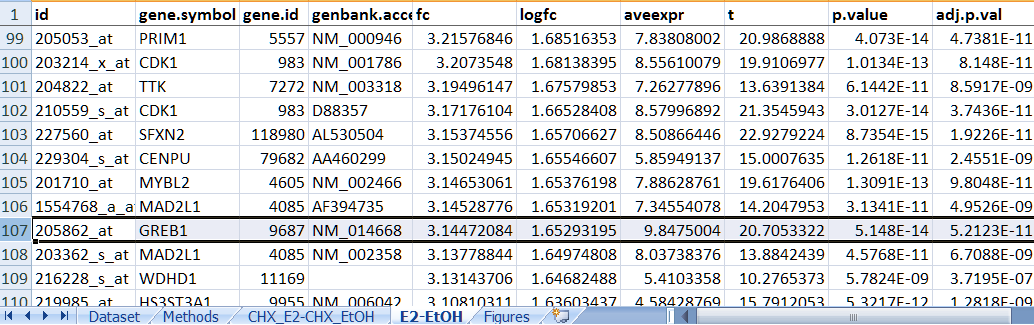 1 id gene.symbol gene.id genbank.acce fc logfc aveexpr t p.value adj.p.val
99 205053_at PRIM1 5557 NM_000946 3.21576846 1.68516353 7.83808002 20.9868888 4.073E-14 4.7381E-11
100 203214_x_at CDK1 983 NM_001786 3.2073548 1.68138395 8.55610079 19.9106977 1.0134E-13 8.148E-11
101 204822_at TTK 7272 NM_003318 3.19496147 1.67579853 7.26277896 13.6391384 6.1442E-11 8.5917E-09
102 210559_s_at CDK1 983 D88357 3.17176104 1.66528408 8.57996892 21.3545943 3.0127E-14 3.7436E-11
103 227560_at SFXN2 118980 AL530504 3.15374556 1.65706627 8.50866446 22.9279224 8.7354E-15 1.9226E-11
104 229304_s_at CENPU 79682 AA460299 3.15024945 1.65546607 5.85949137 15.0007635 1.2618E-11 2.4551E-09
105 201710_at MYBL2 4605 NM_002466 3.14653061 1.65376198 7.88628761 19.6176406 1.3091E-13 9.8048E-11
106 1554768_a_at MAD2L1 4085 AF394735 3.14528776 1.65319201 7.34554078 14.2047953 3.1341E-11 4.9526E-09
107 205862_at GREB1 9687 NM_014668 3.14472084 1.65293195 9.8475004 20.7053322 5.148E-14 5.2123E-11
108 203362_s_at MAD2L1 4085 NM_002358 3.13778844 1.64974808 8.03738376 13.8842439 4.5768E-11 6.7088E-09
109 216228_s_at WDHD1 11169 3.13143706 1.64682488 5.4103358 10.2765373 5.7824E-09 3.7195E-07
110 219985_at HS3ST3A1 9955 NM_006042 3.10810311 1.63603437 4.58428769 15.7912053 5.3217E-12 1.2818E-09
Dataset Methods CHX_E2-CHX_EtOH E2-EtOH Figures